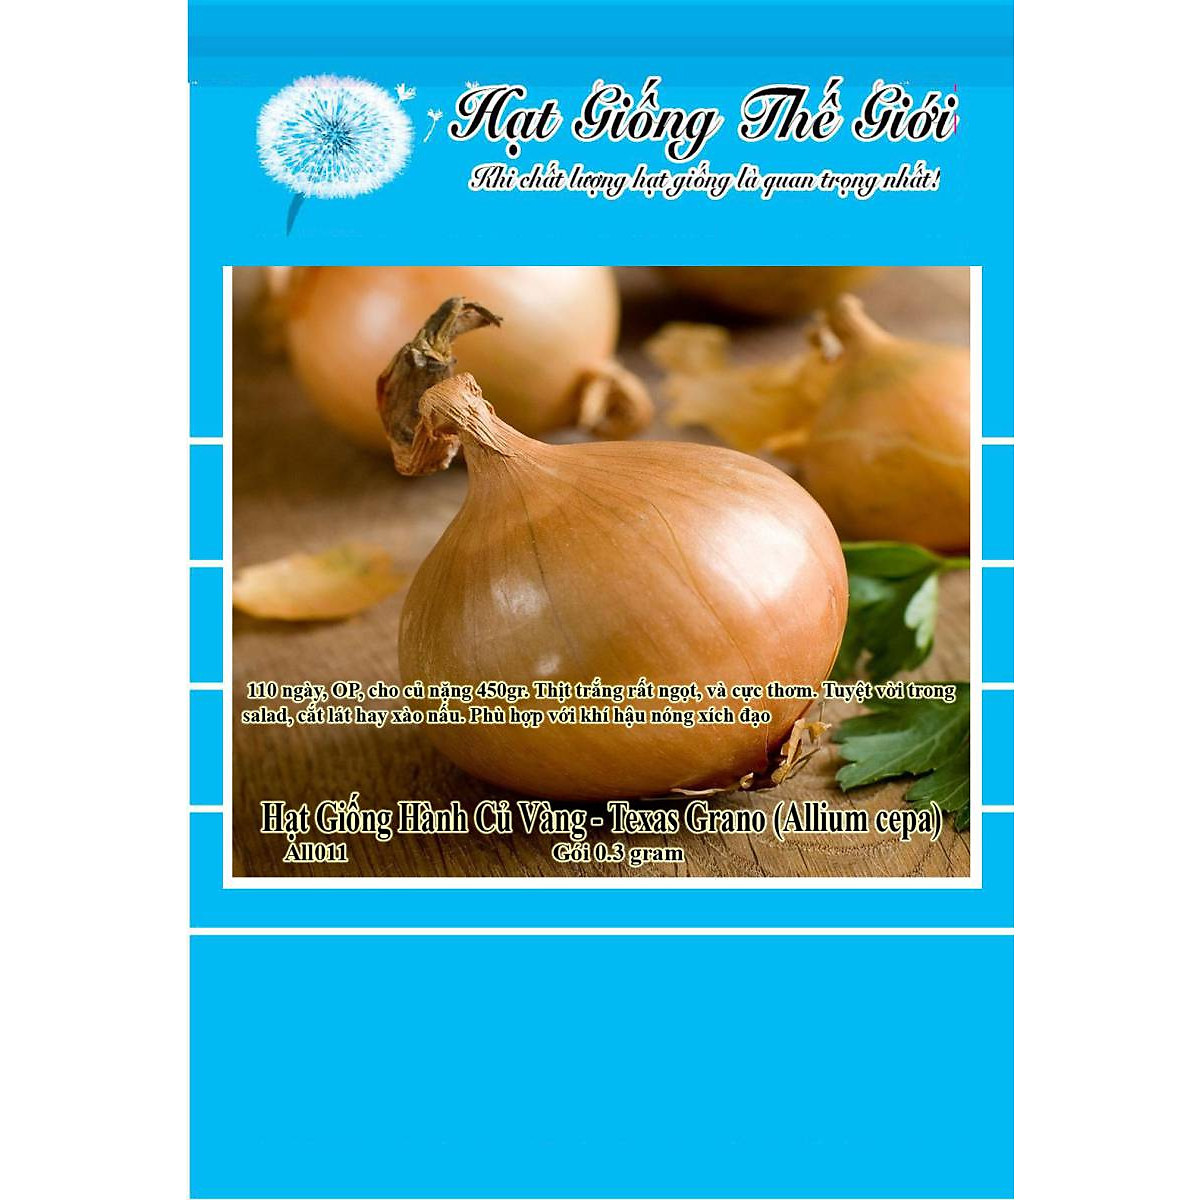 Hạt Giống Thế Giới
Khi chất lượng hạt giống là quan trọng nhất!
110 ngày, OP, cho củ nặng 450gr. Thịt trắng rất ngọt, và cực thơm. Tuyệt vời trong
salad, cắt lát hay xào nấu. Phù hợp với khí hậu nóng xích đạo
Hạt Giống Hành Củ Vàng - Texas Grano (Allium cepa)
All011 Gói 0.3 gram